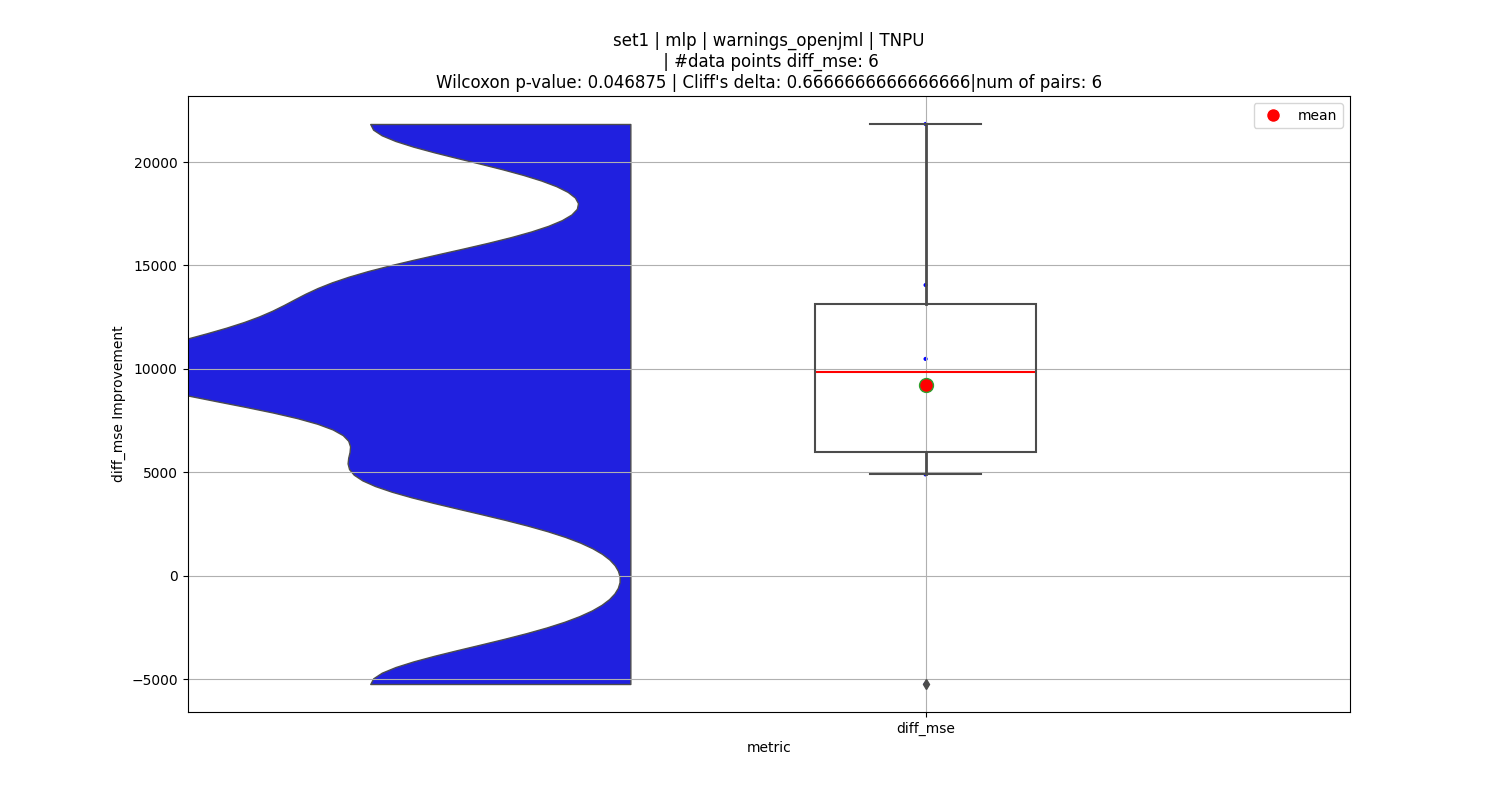 set1 | mlp | warnings_openjml | TNPU
| #data points diff_mse: 6
Wilcoxon p-value: 0.046875 | Cliff's delta: 0.6666666666666666|num of pairs: 6
mean
20000
15000
10000
5000
0
−5000
diff_mse Improvement
diff_mse
metric